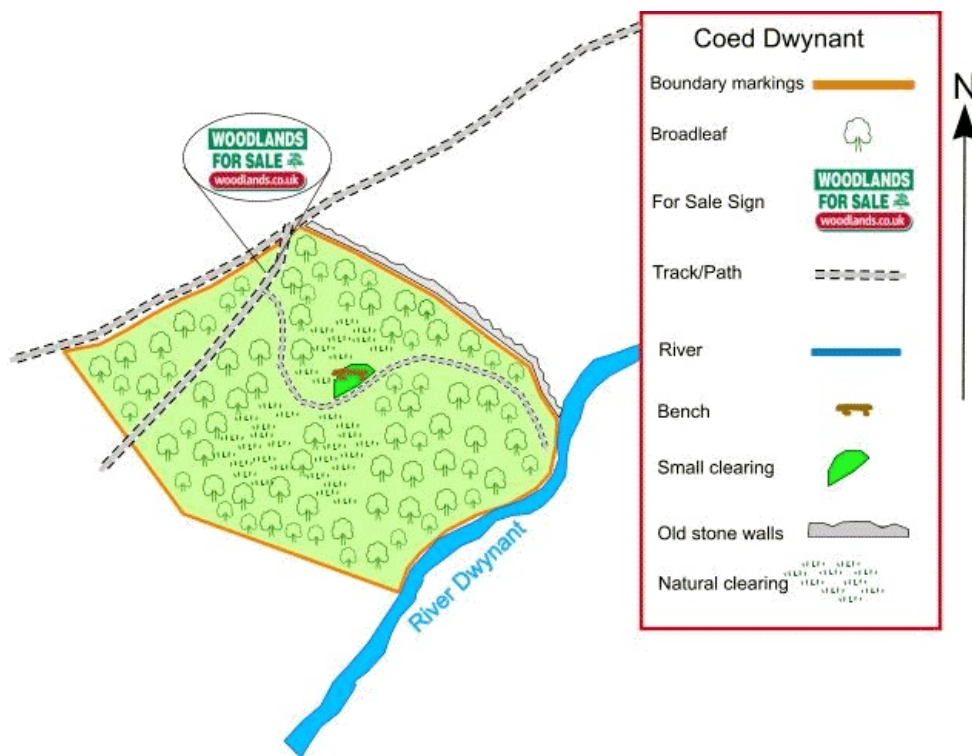 WOODLANDS
FOR SALE
woodlands.co.uk
River Dwynant
Coed Dwynant
Boundary markings
Broadleaf
For Sale Sign
WOODLANDS
FOR SALE
woodlands.co.uk
Track/Path
River
Bench
Small clearing
Old stone walls
Natural clearing
N